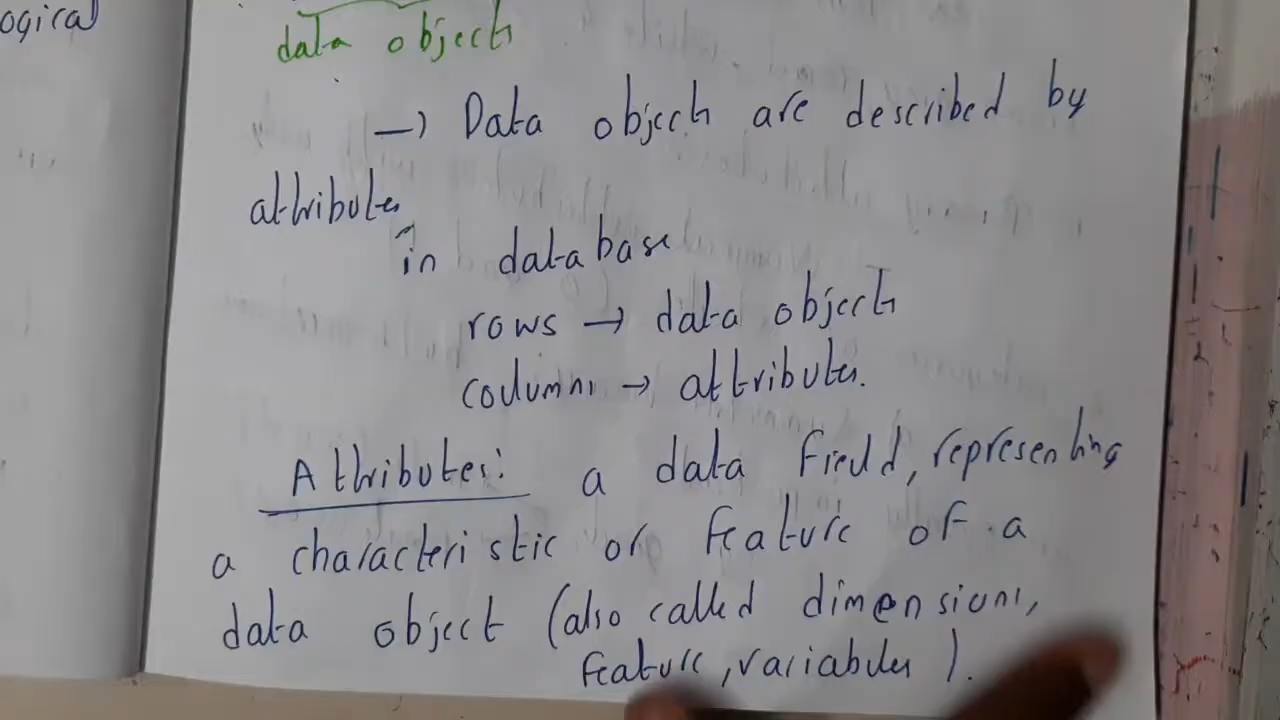 ogical
data objects
→ Data objects are described by
attributes
in database
rows → data objects
columns → attributes.
Attributes: a data field, representing
a characteristic or feature of a
data object (also called dimensions,
feature, variables).